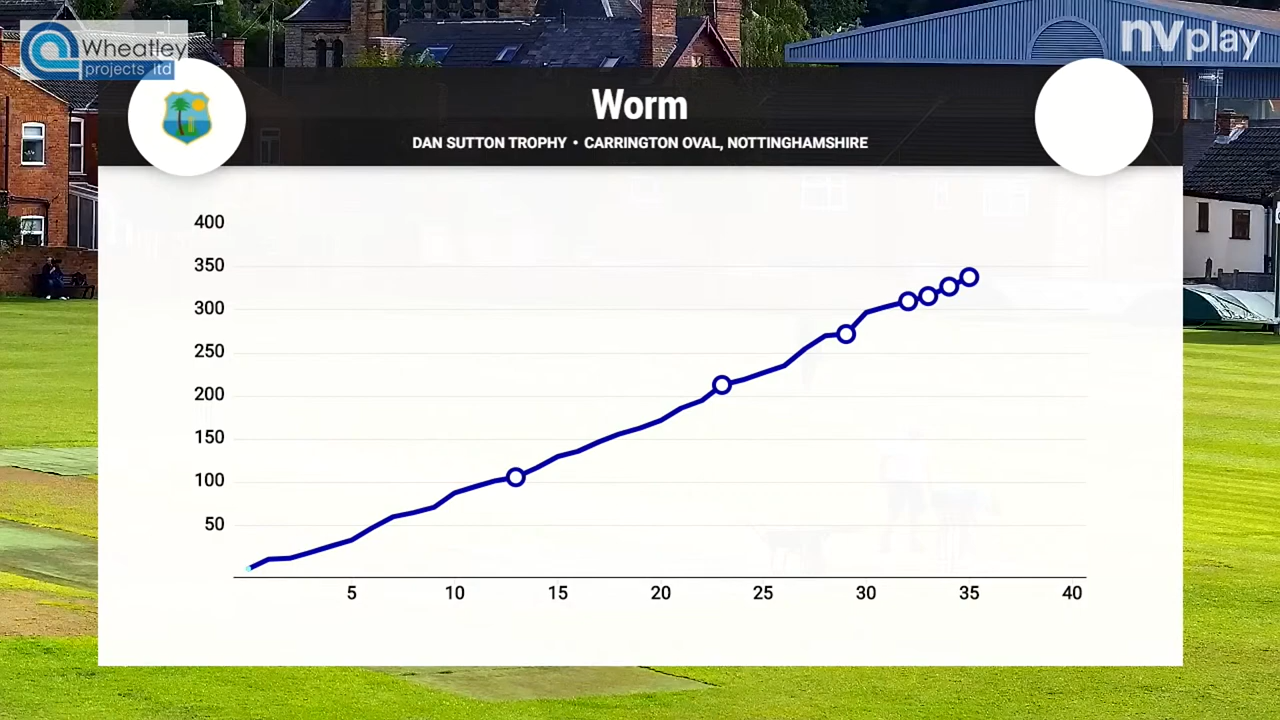 Wheatley
projects ltd
nvplay
Worm
DAN SUTTON TROPHY • CARRINGTON OVAL, NOTTINGHAMSHIRE
400
350
300
250
200
150
100
50
5 10 15 20 25 30 35 40